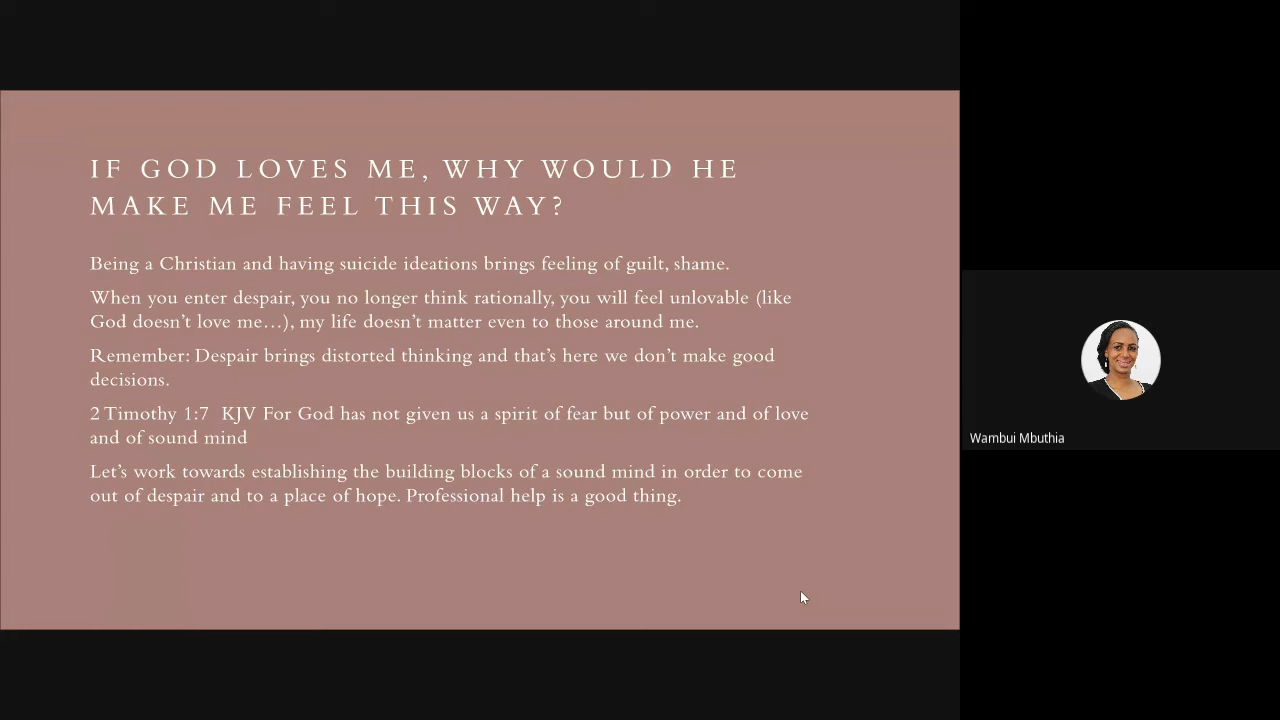 IF GOD LOVES ME, WHY WOULD HE
MAKE ME FEEL THIS WAY?
Being a Christian and having suicide ideations brings feeling of guilt, shame.
When you enter despair, you no longer think rationally, you will feel unlovable (like
God doesn't love me…), my life doesn't matter even to those around me.
Remember: Despair brings distorted thinking and that's here we don't make good
decisions.
2 Timothy 1:7 KJV For God has not given us a spirit of fear but of power and of love
and of sound mind
Let's work towards establishing the building blocks of a sound mind in order to come
out of despair and to a place of hope. Professional help is a good thing.
Wambui Mbuthia